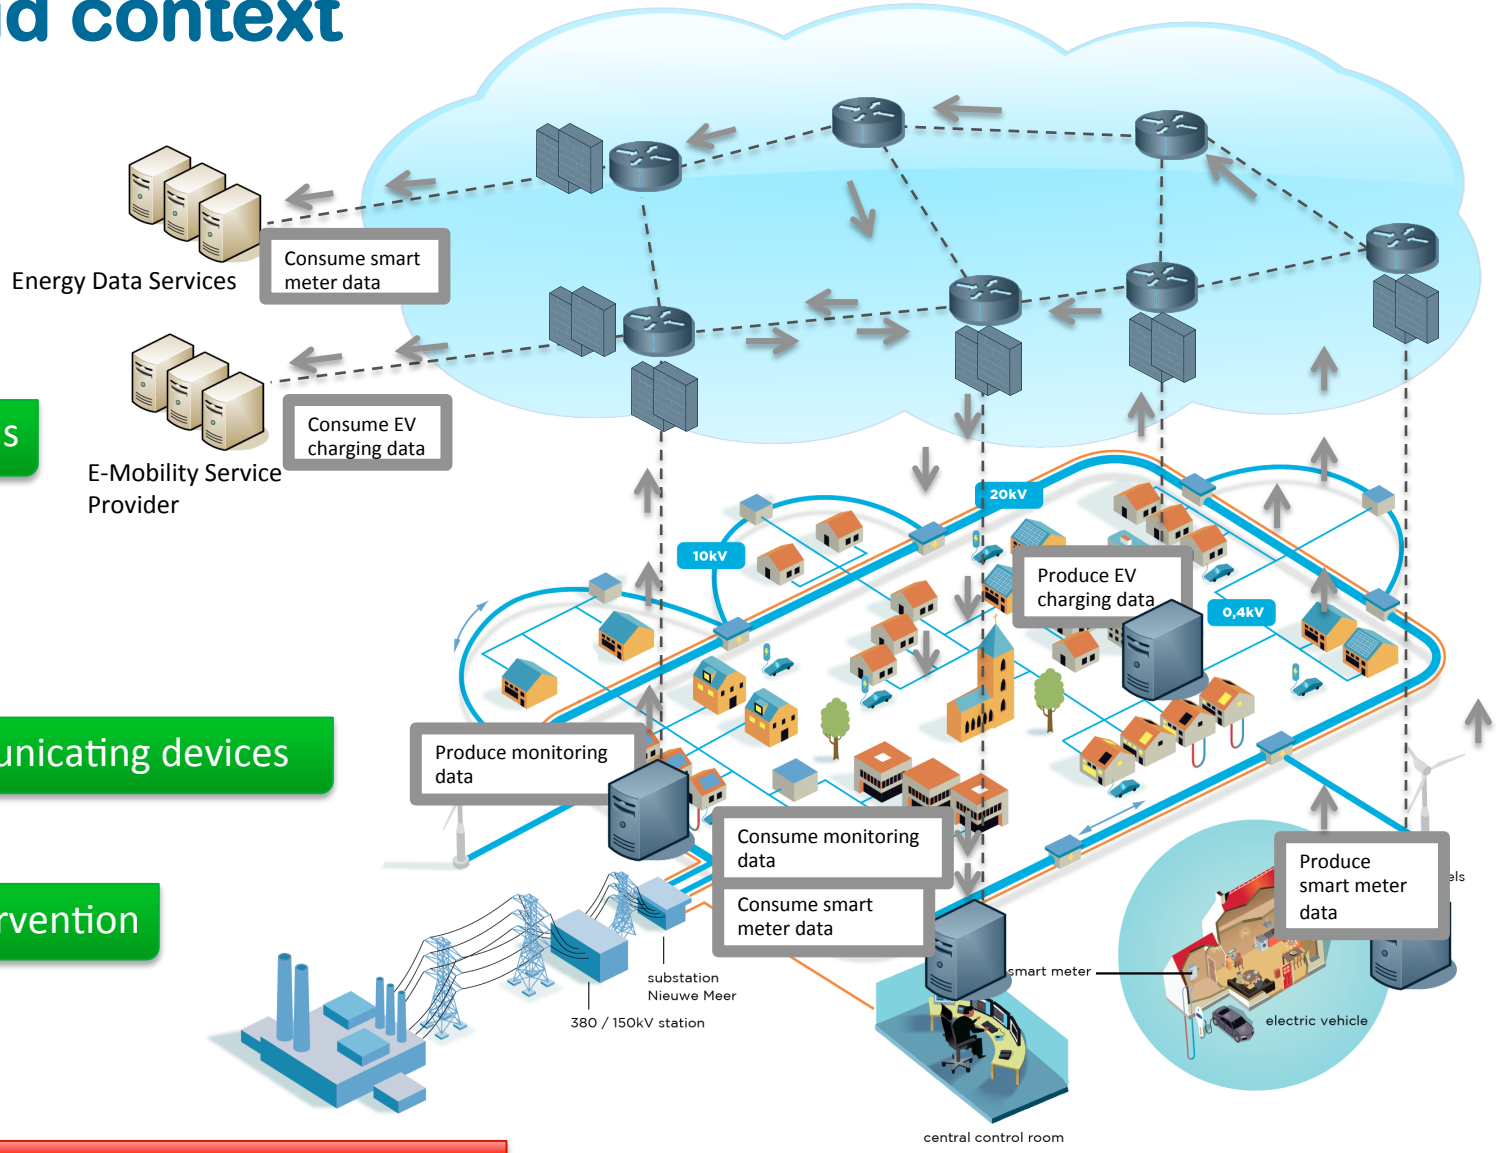 d context
Energy Data Services
Consume smart
meter data
E-Mobility Service
Provider
Consume EV
charging data
s
20kV
10kV
Produce EV
charging data
0,4kV
unicating devices
Produce monitoring
data
Consume monitoring
data
Consume smart
meter data
Produce
smart meter
data
els
rvention
substation
Nieuwe Meer
380 / 150kV station
smart meter
electric vehicle
central control room